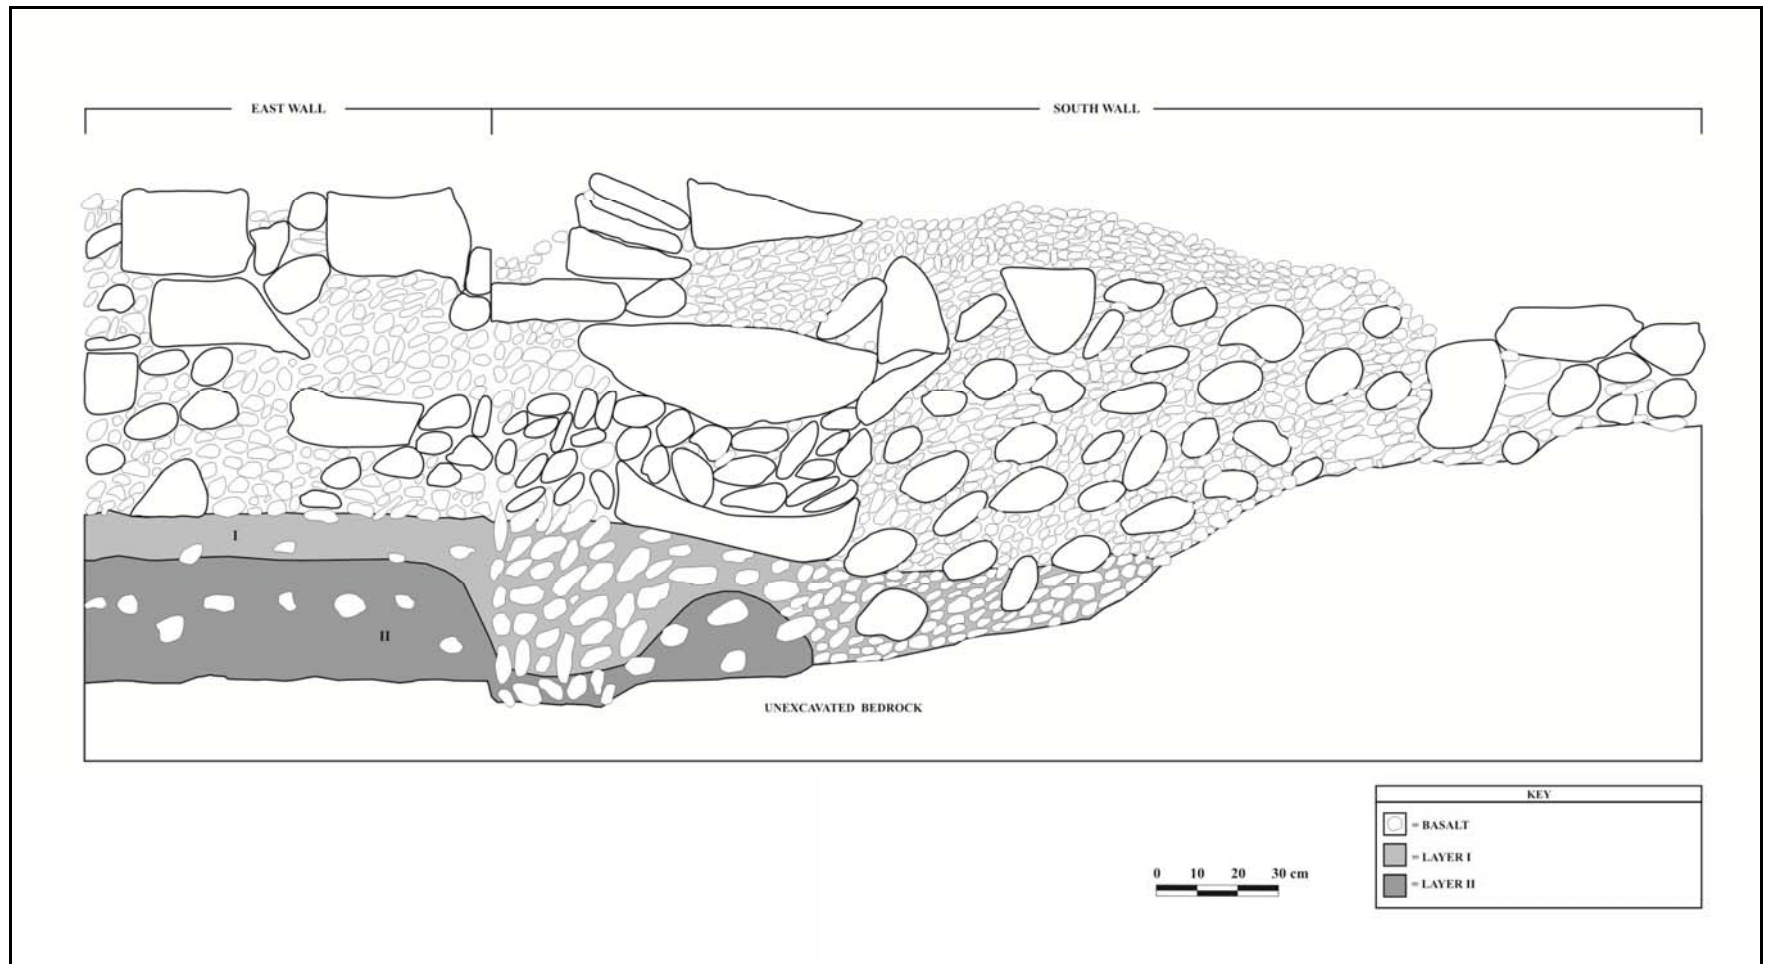 EAST WALL
SOUTH WALL
I
II
UNEXCAVATED BEDROCK
KEY
= BASALT
= LAYER I
= LAYER II
0 10 20 30 cm